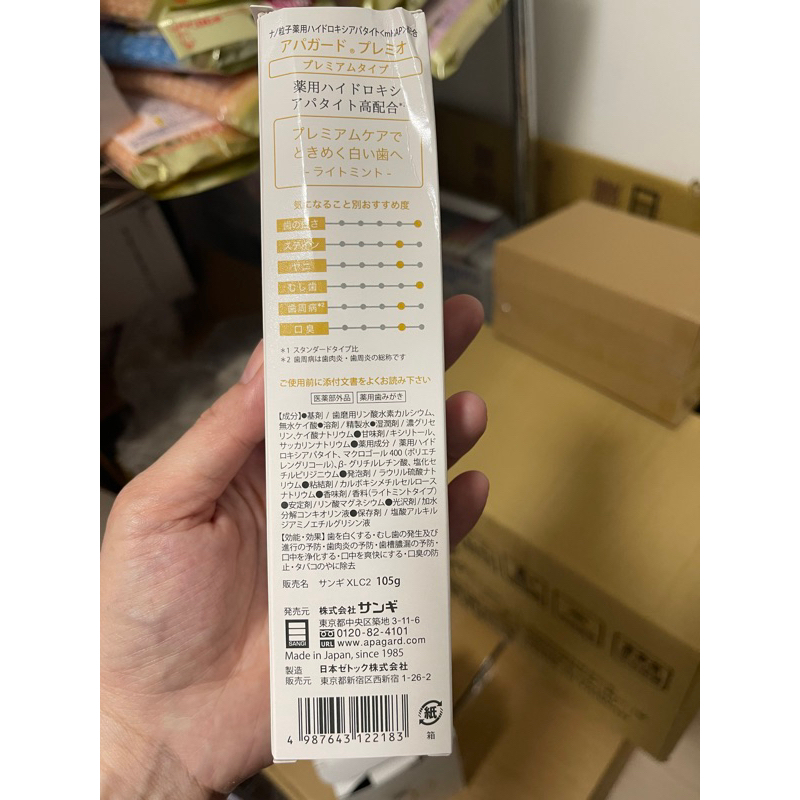 ナノ粒子薬用ハイドロキシアパタイト<mHAP>配合
アパガード®プレミオ
プレミアムタイプ
薬用ハイドロキシ
アパタイト高配合*¹
プレミアムケアで
ときめく白い歯へ
-ライトミント-
気になること別おすすめ度
歯の白さ
ステイン
ヤニ
むし歯
歯周病*²
口臭
*1 スタンダードタイプ比
*2 歯周病は歯肉炎・歯周炎の総称です
ご使用前に添付文書をよくお読み下さい
医薬部外品 薬用歯みがき
【成分】●基剤/歯磨用リン酸水素カルシウム、
無水ケイ酸●溶剤/精製水●湿潤剤/濃グリセ
リン、ケイ酸ナトリウム●甘味剤/キシリトール、
サッカリンナトリウム●薬用成分/薬用ハイド
ロキシアパタイト、マクロゴール400(ポリエチ
レングリコール)、β-グリチルレチン酸、塩化セ
チルピリジニウム●発泡剤/ラウリル硫酸ナト
リウム●粘結剤/カルボキシメチルセルロース
ナトリウム●香味剤/香料(ライトミントタイプ)
●安定剤/リン酸マグネシウム●光沢剤/加水
分解コンキオリン液●保存剤/塩酸アルキル
ジアミノエチルグリシン液
【効能・効果】歯を白くする・むし歯の発生及び
進行の予防・歯肉炎の予防・歯槽膿漏の予防・
口中を浄化する・口中を爽快にする・口臭の防
止・タバコのやに除去
販売名 サンギXLC2 105g
発売元 株式会社サンギ
東京都中央区築地3-11-6
0120-82-4101
URL www.apagard.com
SANGI
Made in Japan, since 1985
製造
販売元 日本ゼトック株式会社
東京都新宿区西新宿1-26-2
4 987643 122183
紙
箱